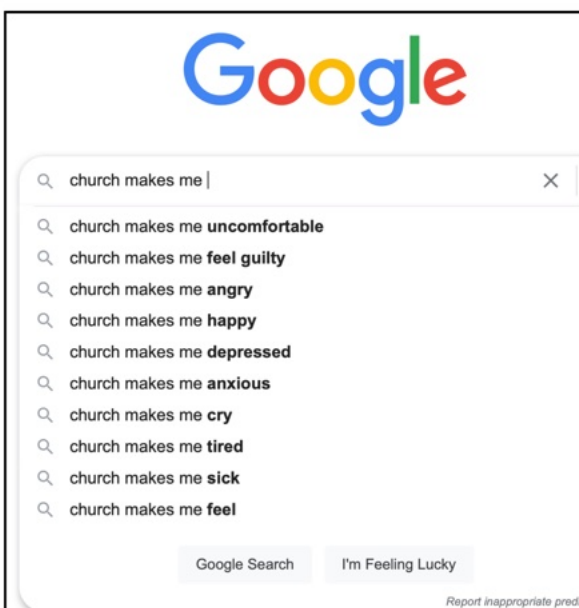 Google
church makes me
church makes me uncomfortable
church makes me feel guilty
church makes me angry
church makes me happy
church makes me depressed
church makes me anxious
church makes me cry
church makes me tired
church makes me sick
church makes me feel
Google Search I'm Feeling Lucky
Report inappropriate